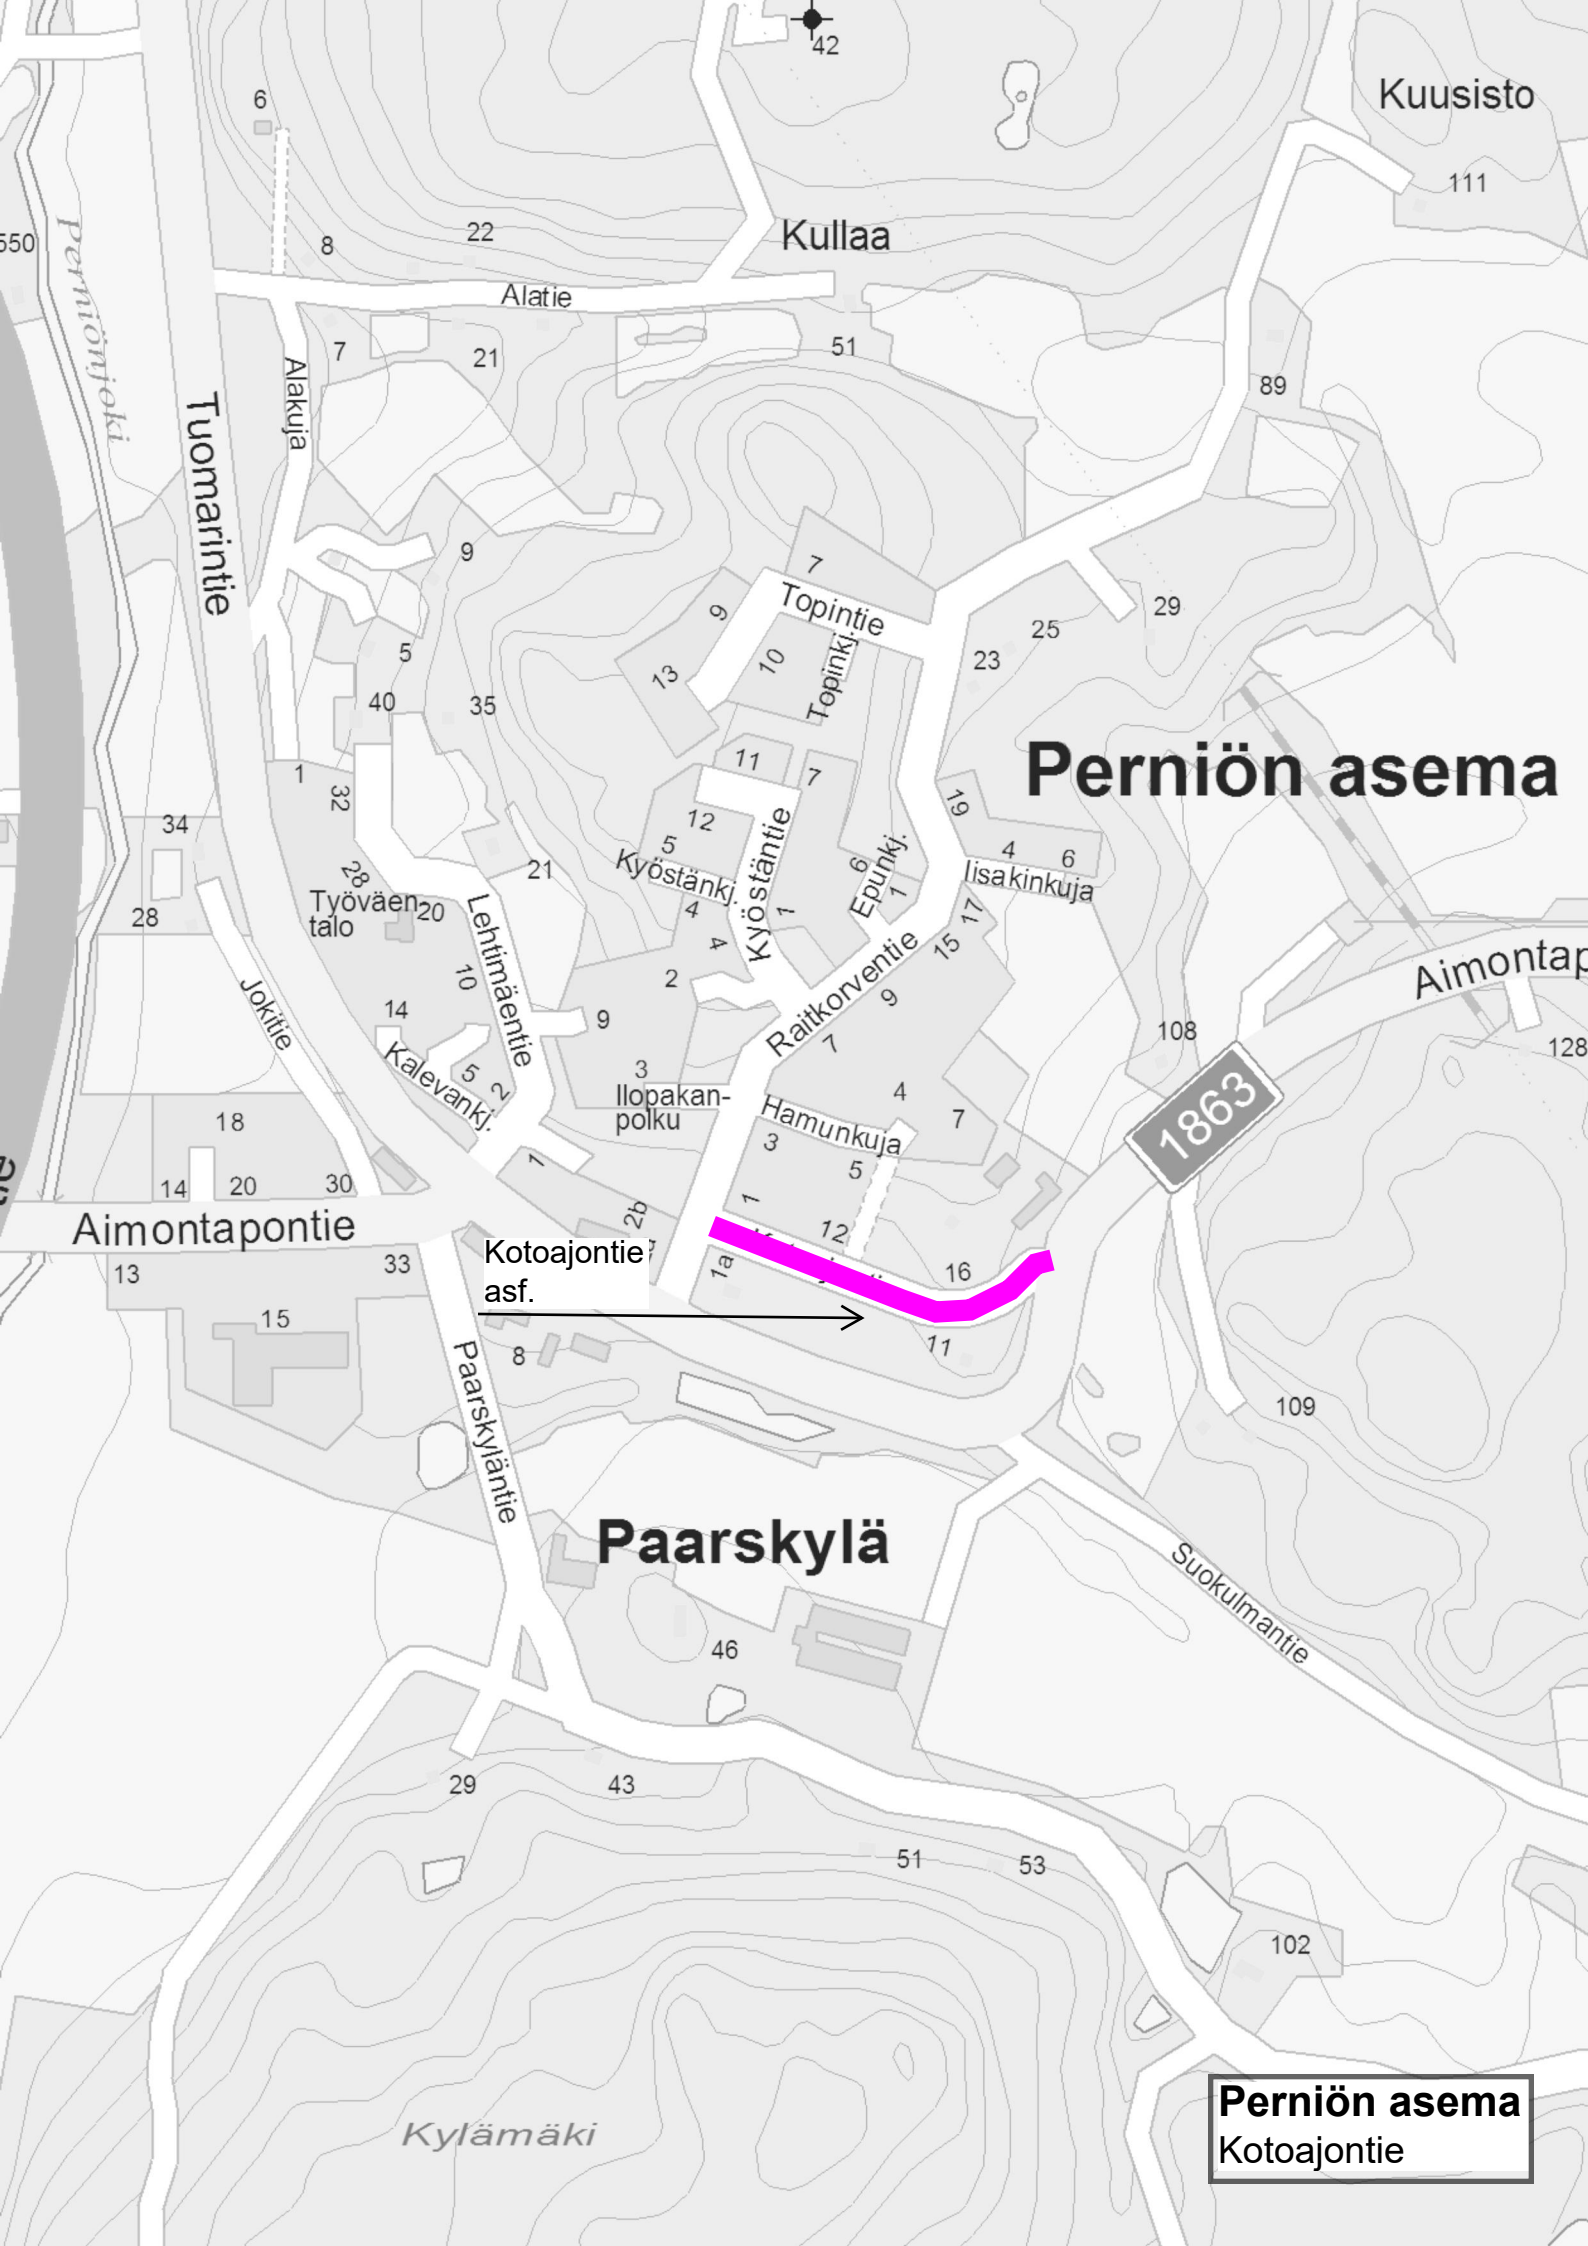 42
Kuusisto
6
111
550
Perniönjoki
8
22
Kullaa
Alatie
7
21
51
Alakuja
89
Tuomarintie
9
7
Topintie
9
29
25
5
10
13
23
Topinkj.
40
35
Perniön asema
11
7
1
32
19
34
12
5
Kyöstäntie
4
6
28
21
Kyöstänkj.
6
Epunkj.
Iisakinkuja
1
Työväen-
talo
20
28
Lehtimäentie
4
1
17
4
15
Raitkorventie
Aimontap
10
2
Jokitie
9
14
9
108
7
128
Kalevankj.
5
2
3
Ilopakan-
polku
4
1863
Hamunkuja
7
18
3
5
1
14
20
30
1
2b
12
Aimontapontie
Kotoajontie
asf.
33
13
1a
16
15
11
8
Paarskyläntie
109
Paarskylä
Suokulmantie
46
29
43
51
53
102
Kylämäki
Perniön asema
Kotoajontie